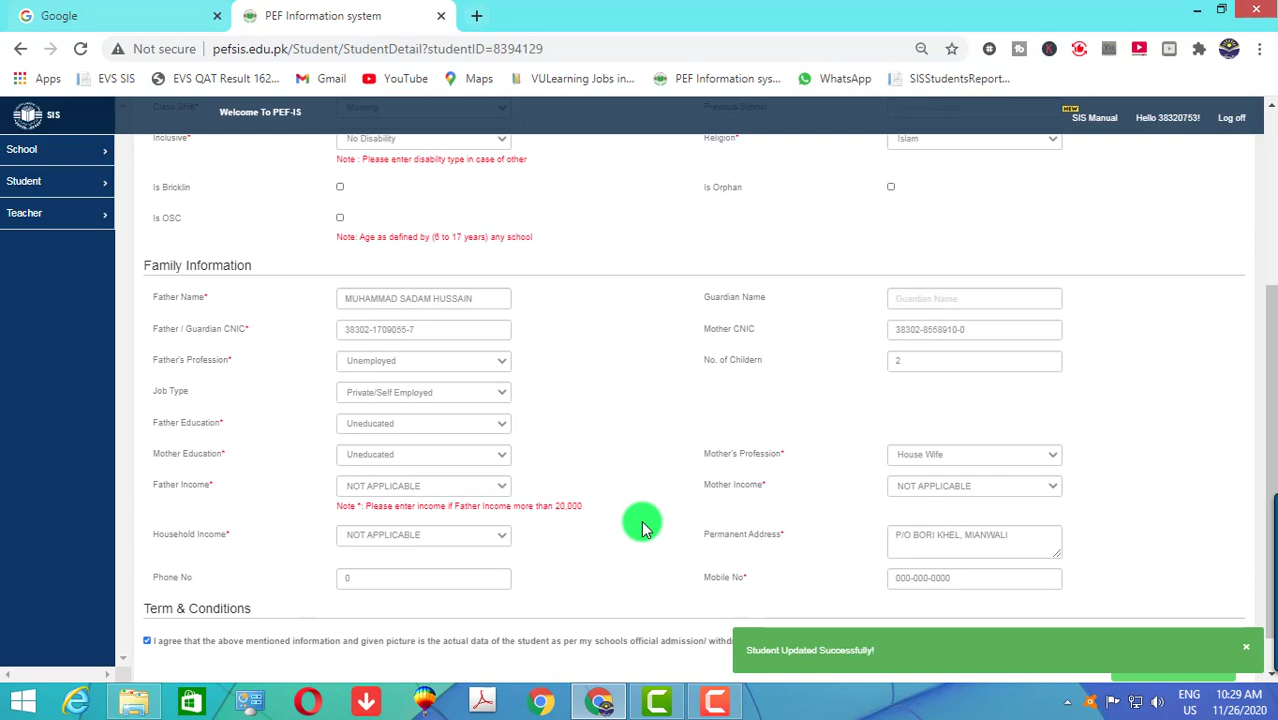 Google
PEF Information system
Not secure
pefsis.edu.pk/Student/StudentDetail?studentID=8394129
Apps
EVS SIS
EVS QAT Result 162...
Gmail
YouTube
Maps
VULearning Jobs in...
PEF Information sys...
WhatsApp
SISStudentsReport...
SIS
Welcome To PEF-IS
NEW
SIS Manual
Hello 38320753!
Log off
School
Student
Teacher
Class Shift*
Morning
Previous School
Inclusive*
No Disability
Religion*
Islam
Note : Please enter disabilty type in case of other
Is Bricklin
Is Orphan
Is OSC
Note: Age as defined by (6 to 17 years) any school
Family Information
Father Name*
MUHAMMAD SADAM HUSSAIN
Guardian Name
Guardian Name
Father / Guardian CNIC*
38302-1709055-7
Mother CNIC
38302-8558910-0
Father's Profession*
Unemployed
No. of Childern
2
Job Type
Private/Self Employed
Father Education*
Uneducated
Mother Education*
Uneducated
Mother's Profession*
House Wife
Father Income*
NOT APPLICABLE
Mother Income*
NOT APPLICABLE
Note *: Please enter income if Father Income more than 20,000
Household Income*
NOT APPLICABLE
Permanent Address*
P/O BORI KHEL, MIANWALI
Phone No
0
Mobile No*
000-000-0000
Term & Conditions
I agree that the above mentioned information and given picture is the actual data of the student as per my schools official admission/
Student Updated Successfully!
ENG
US
10:29 AM
11/26/2020